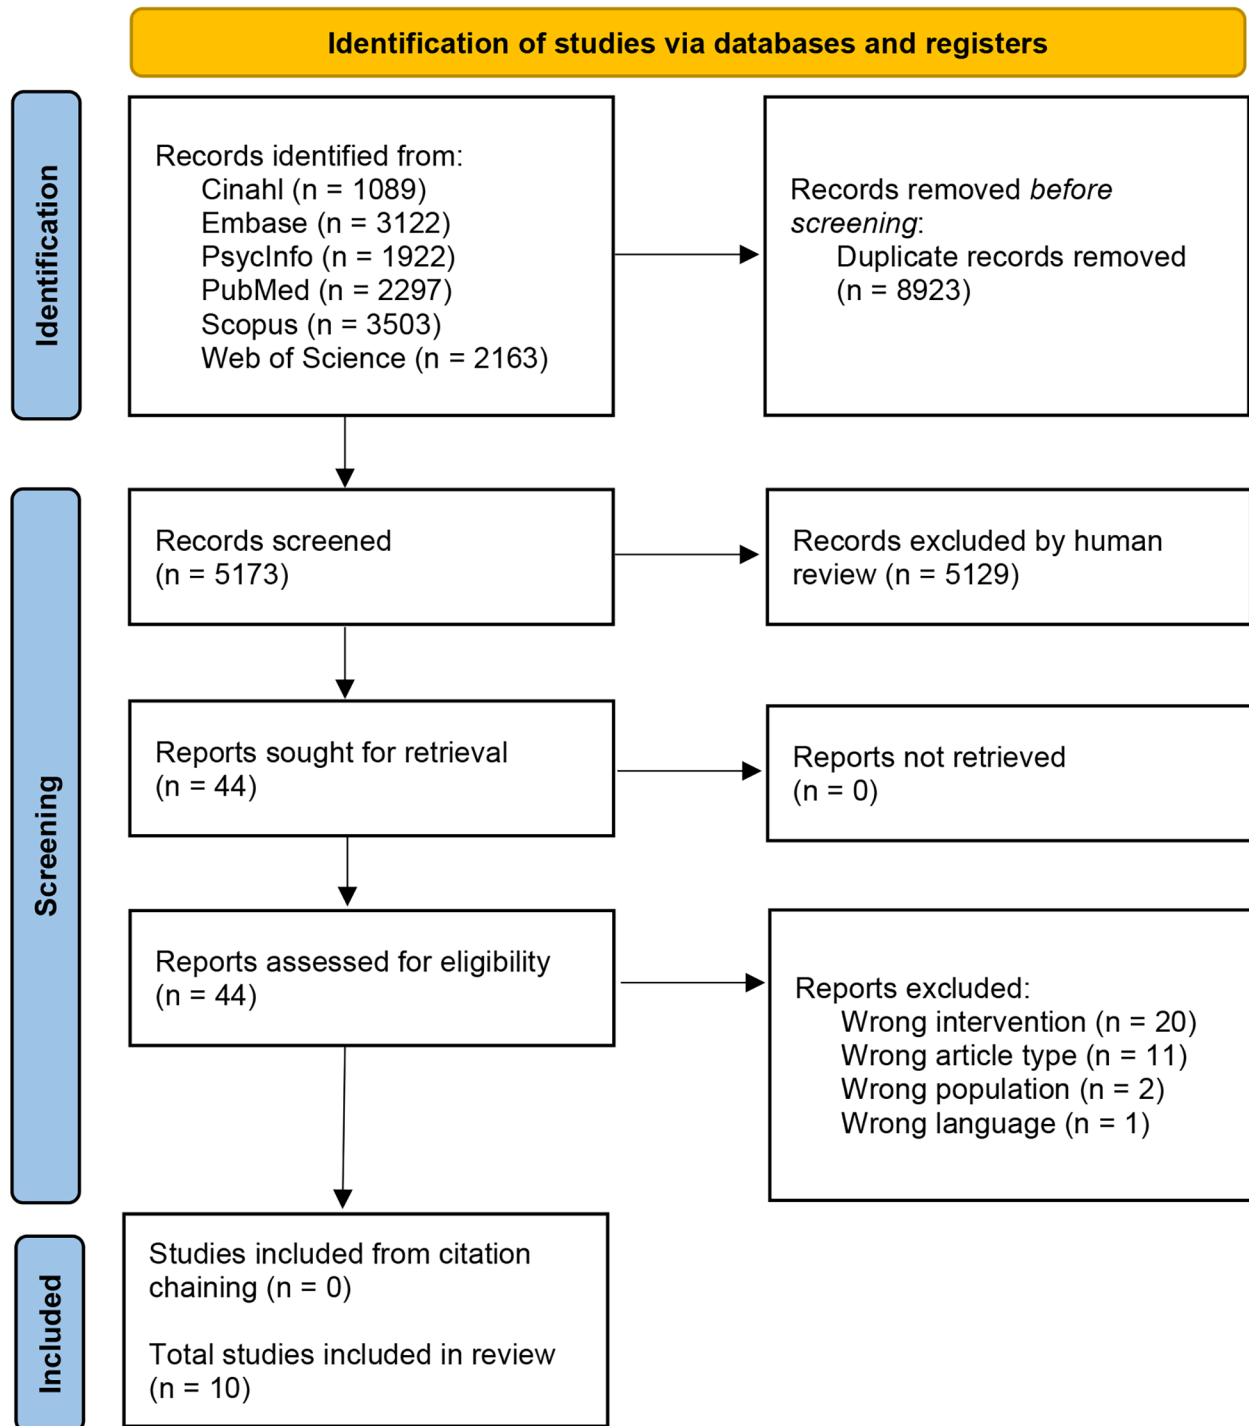 Identification of studies via databases and registers
Identification
Records identified from:
Cinahl (n = 1089)
Embase (n = 3122)
PsycInfo (n = 1922)
PubMed (n = 2297)
Scopus (n = 3503)
Web of Science (n = 2163)
Records removed before
screening:
Duplicate records removed
(n = 8923)
Screening
Records screened
(n = 5173)
Records excluded by human
review (n = 5129)
Reports sought for retrieval
(n = 44)
Reports not retrieved
(n = 0)
Reports assessed for eligibility
(n = 44)
Reports excluded:
Wrong intervention (n = 20)
Wrong article type (n = 11)
Wrong population (n = 2)
Wrong language (n = 1)
Included
Studies included from citation
chaining (n = 0)
Total studies included in review
(n = 10)